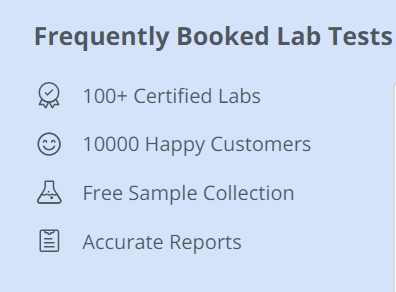 Frequently Booked Lab Tests
100+ Certified Labs
10000 Happy Customers
Free Sample Collection
Accurate Reports